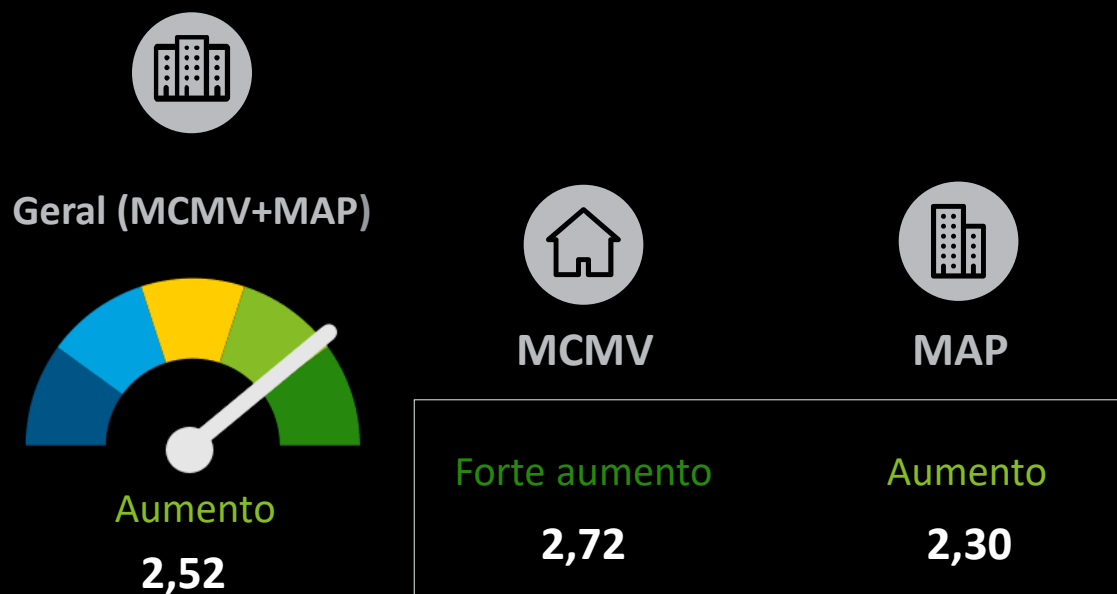 Geral (MCMV+MAP)
Aumento
2,52
MCMV
Forte aumento
2,72
MAP
Aumento
2,30